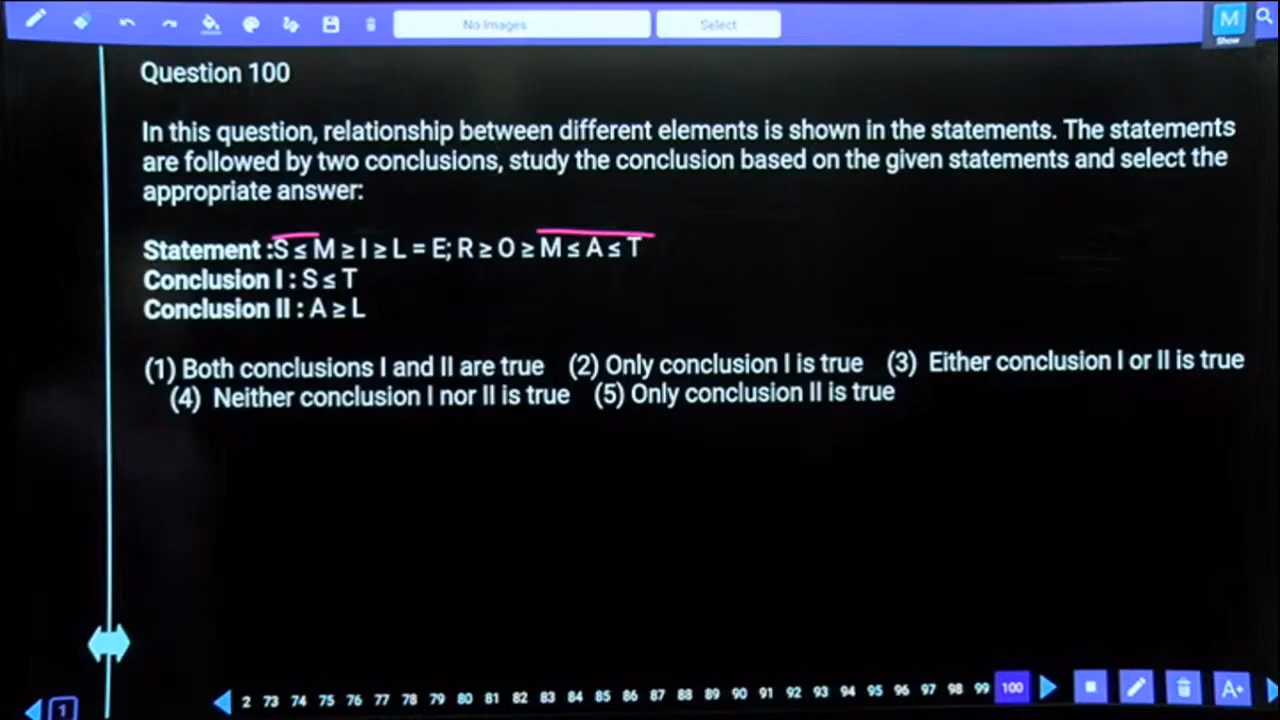 No Images Select M
Show
Question 100
In this question, relationship between different elements is shown in the statements. The statements
are followed by two conclusions, study the conclusion based on the given statements and select the
appropriate answer:
Statement :S ≤ M ≥ I ≥ L = E; R ≥ O ≥ M ≤ A ≤ T
Conclusion I : S ≤ T
Conclusion II : A ≥ L
(1) Both conclusions I and II are true (2) Only conclusion I is true (3) Either conclusion I or II is true
(4) Neither conclusion I nor II is true (5) Only conclusion II is true
1 2 73 74 75 76 77 78 79 80 81 82 83 84 85 86 87 88 89 90 91 92 93 94 95 96 97 98 99 100 A+